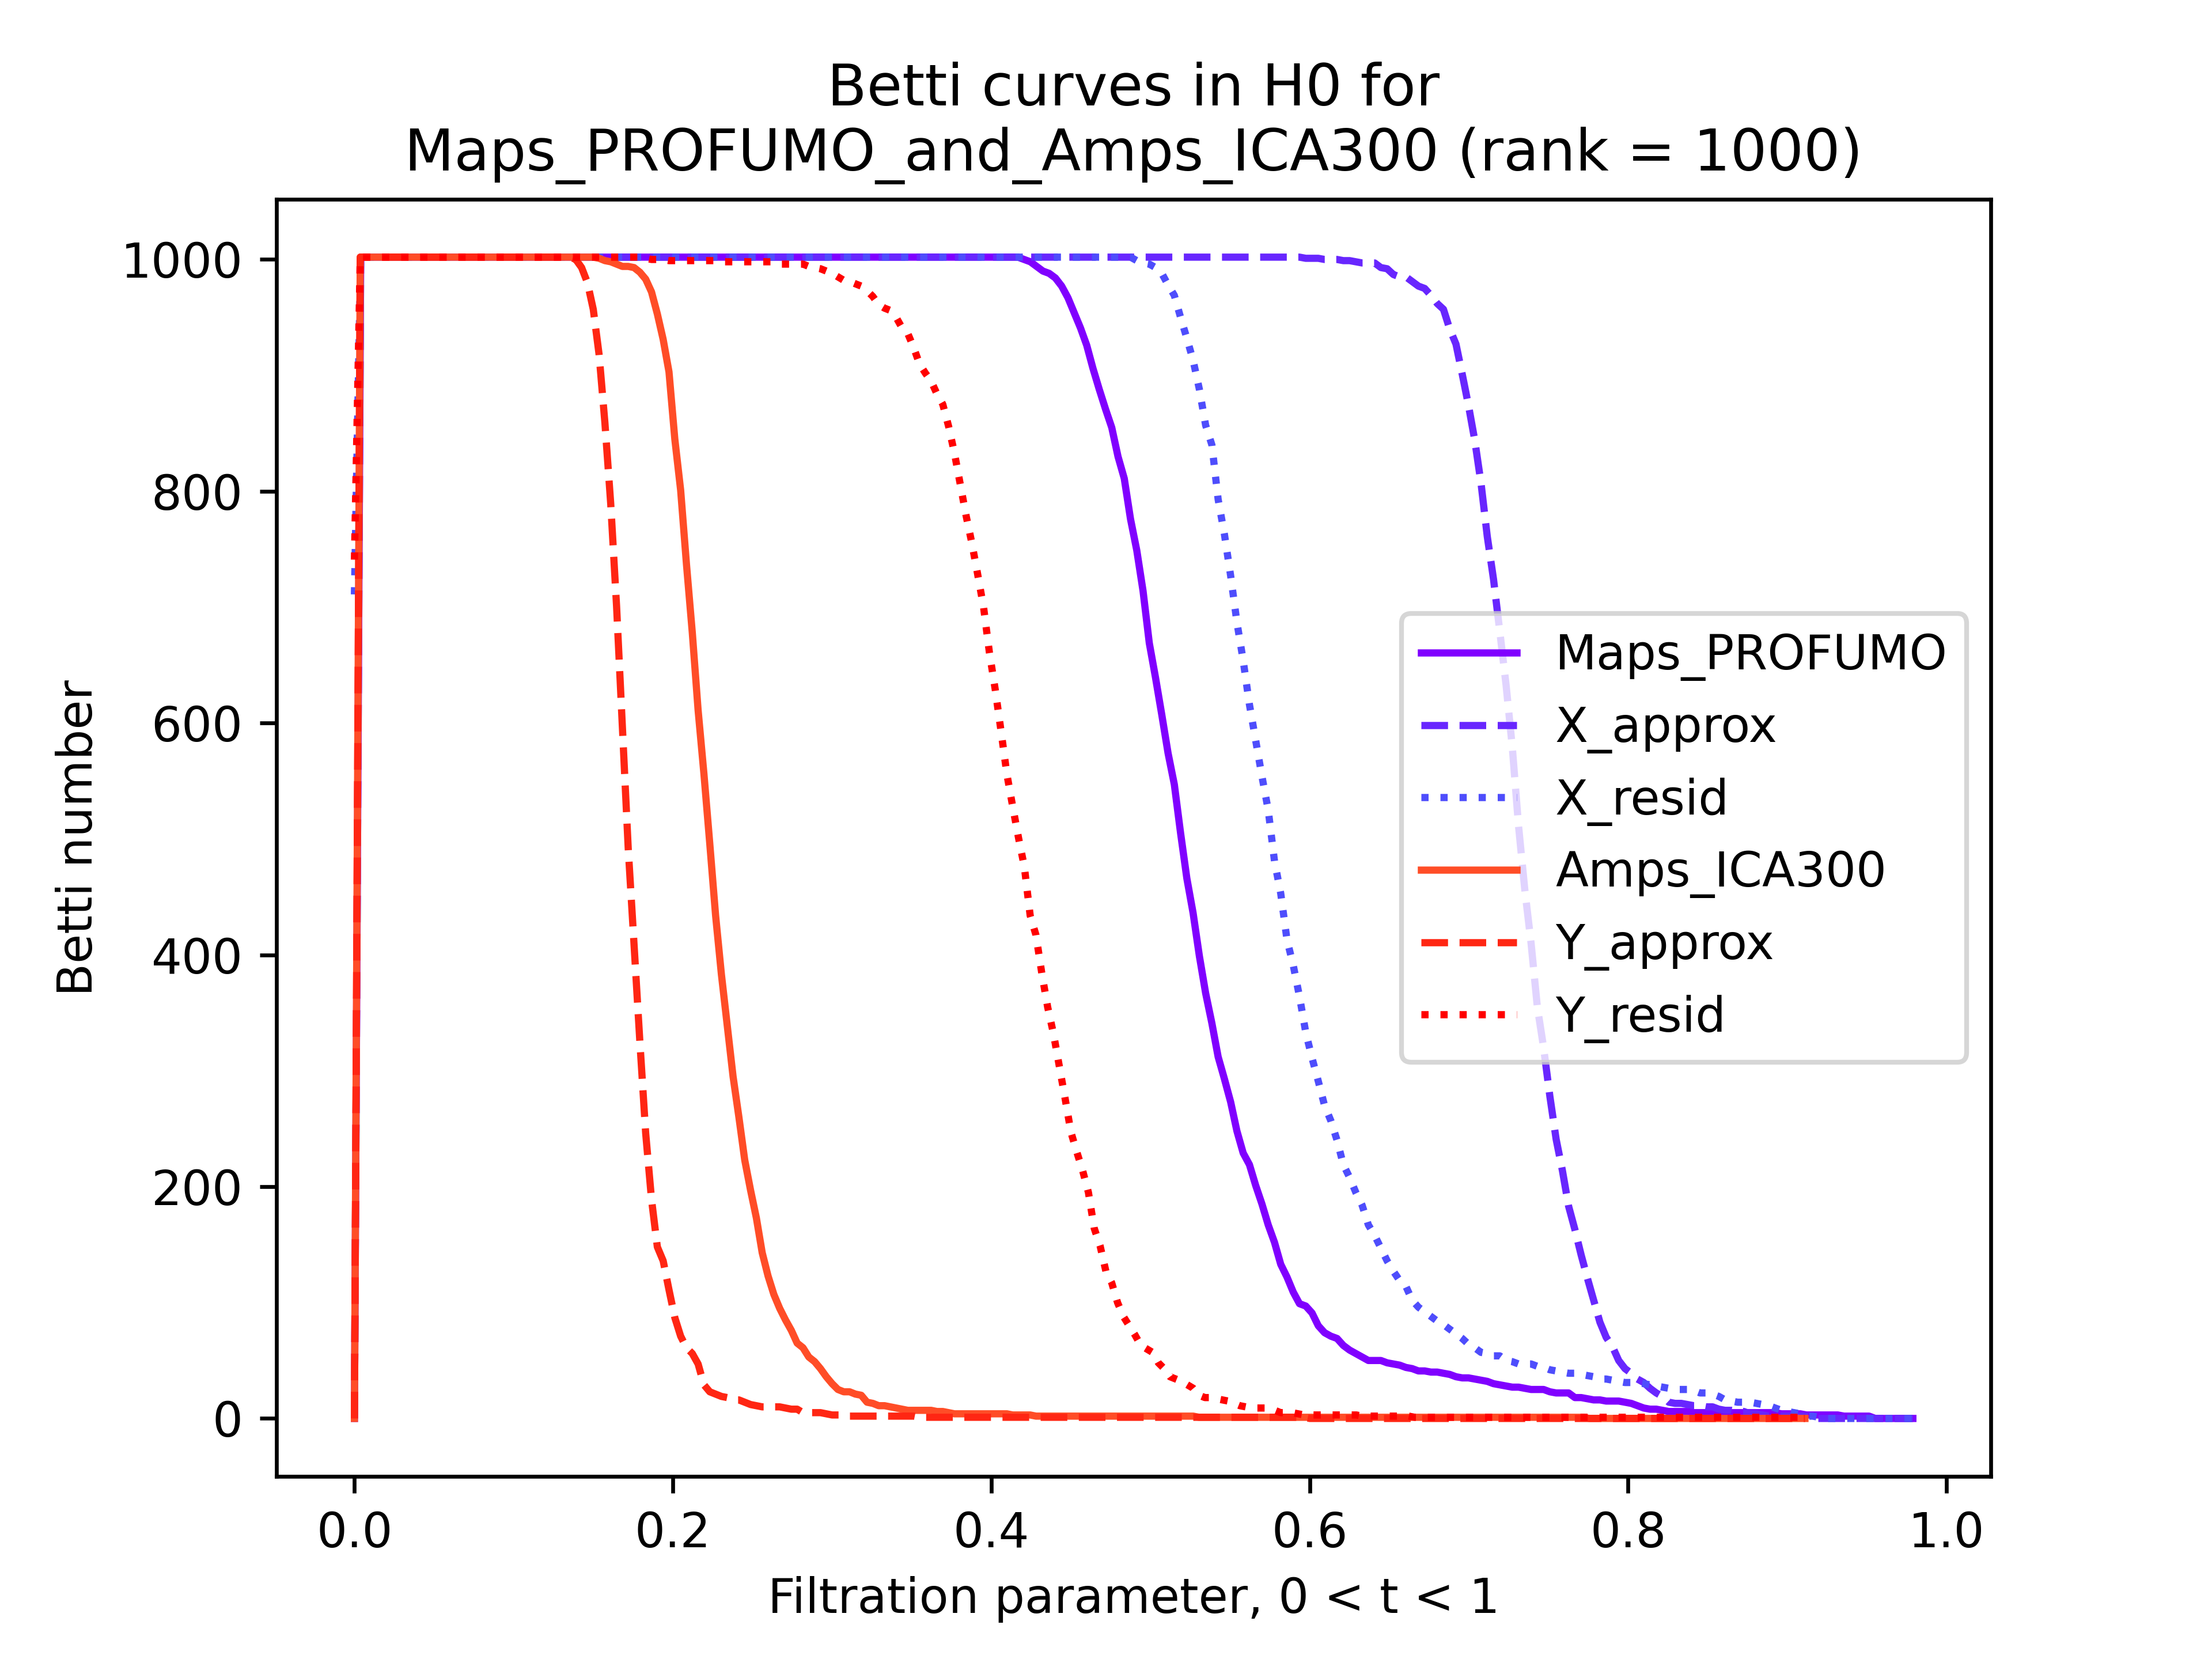 Betti curves in H0 for
Maps_PROFUMO_and_Amps_ICA300 (rank = 1000)
1000
800
600
400
200
0
Betti number
Maps_PROFUMO
X_approx
X_resid
Amps_ICA300
Y_approx
Y_resid
0.0 0.2 0.4 0.6 0.8 1.0
Filtration parameter, 0 < t < 1